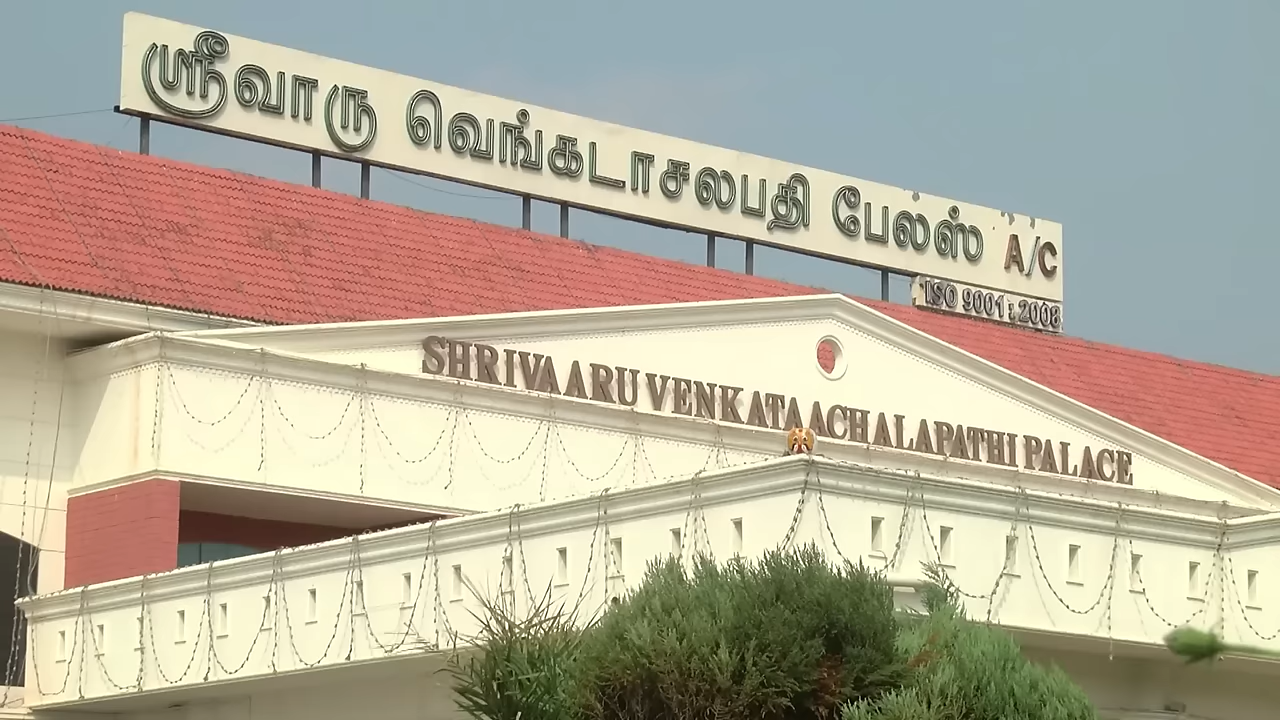 ஸ்ரீவாரு வெங்கடாசலபதி பேலஸ் A/C
ISO 9001:2008
SHRIVAARU VENKATAACHALAPATHI PALACE